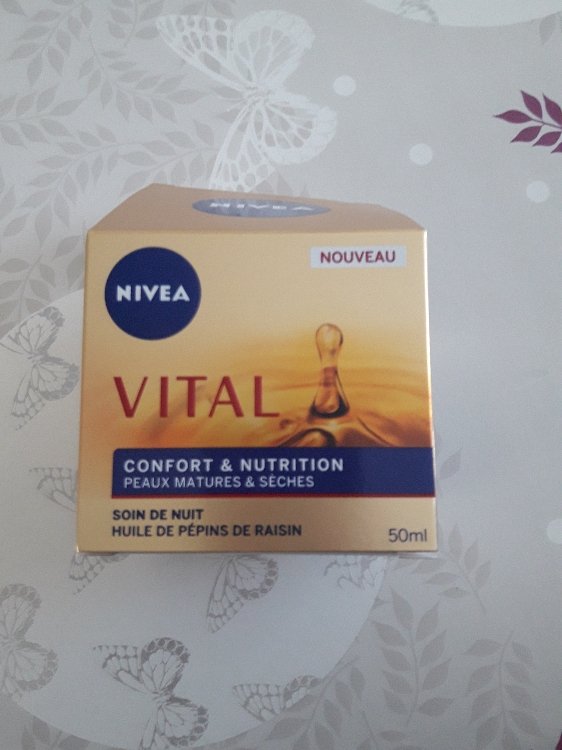 NIVEA
NOUVEAU
NIVEA
VITAL
CONFORT & NUTRITION
PEAUX MATURES & SÈCHES
SOIN DE NUIT
HUILE DE PÉPINS DE RAISIN
50ml